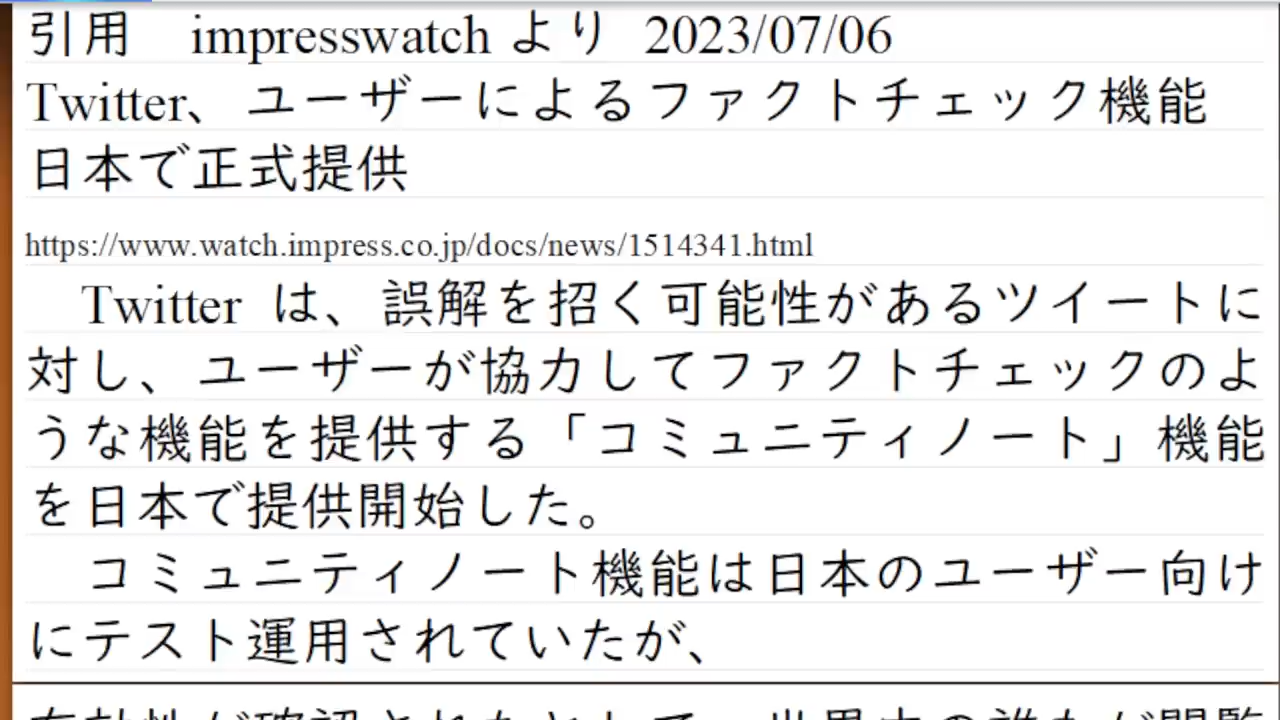 引用　impresswatch より 2023/07/06
Twitter、ユーザーによるファクトチェック機能
日本で正式提供
https://www.watch.impress.co.jp/docs/news/1514341.html
　Twitter は、誤解を招く可能性があるツイートに
対し、ユーザーが協力してファクトチェックのよ
うな機能を提供する「コミュニティノート」機能
を日本で提供開始した。
　コミュニティノート機能は日本のユーザー向け
にテスト運用されていたが、